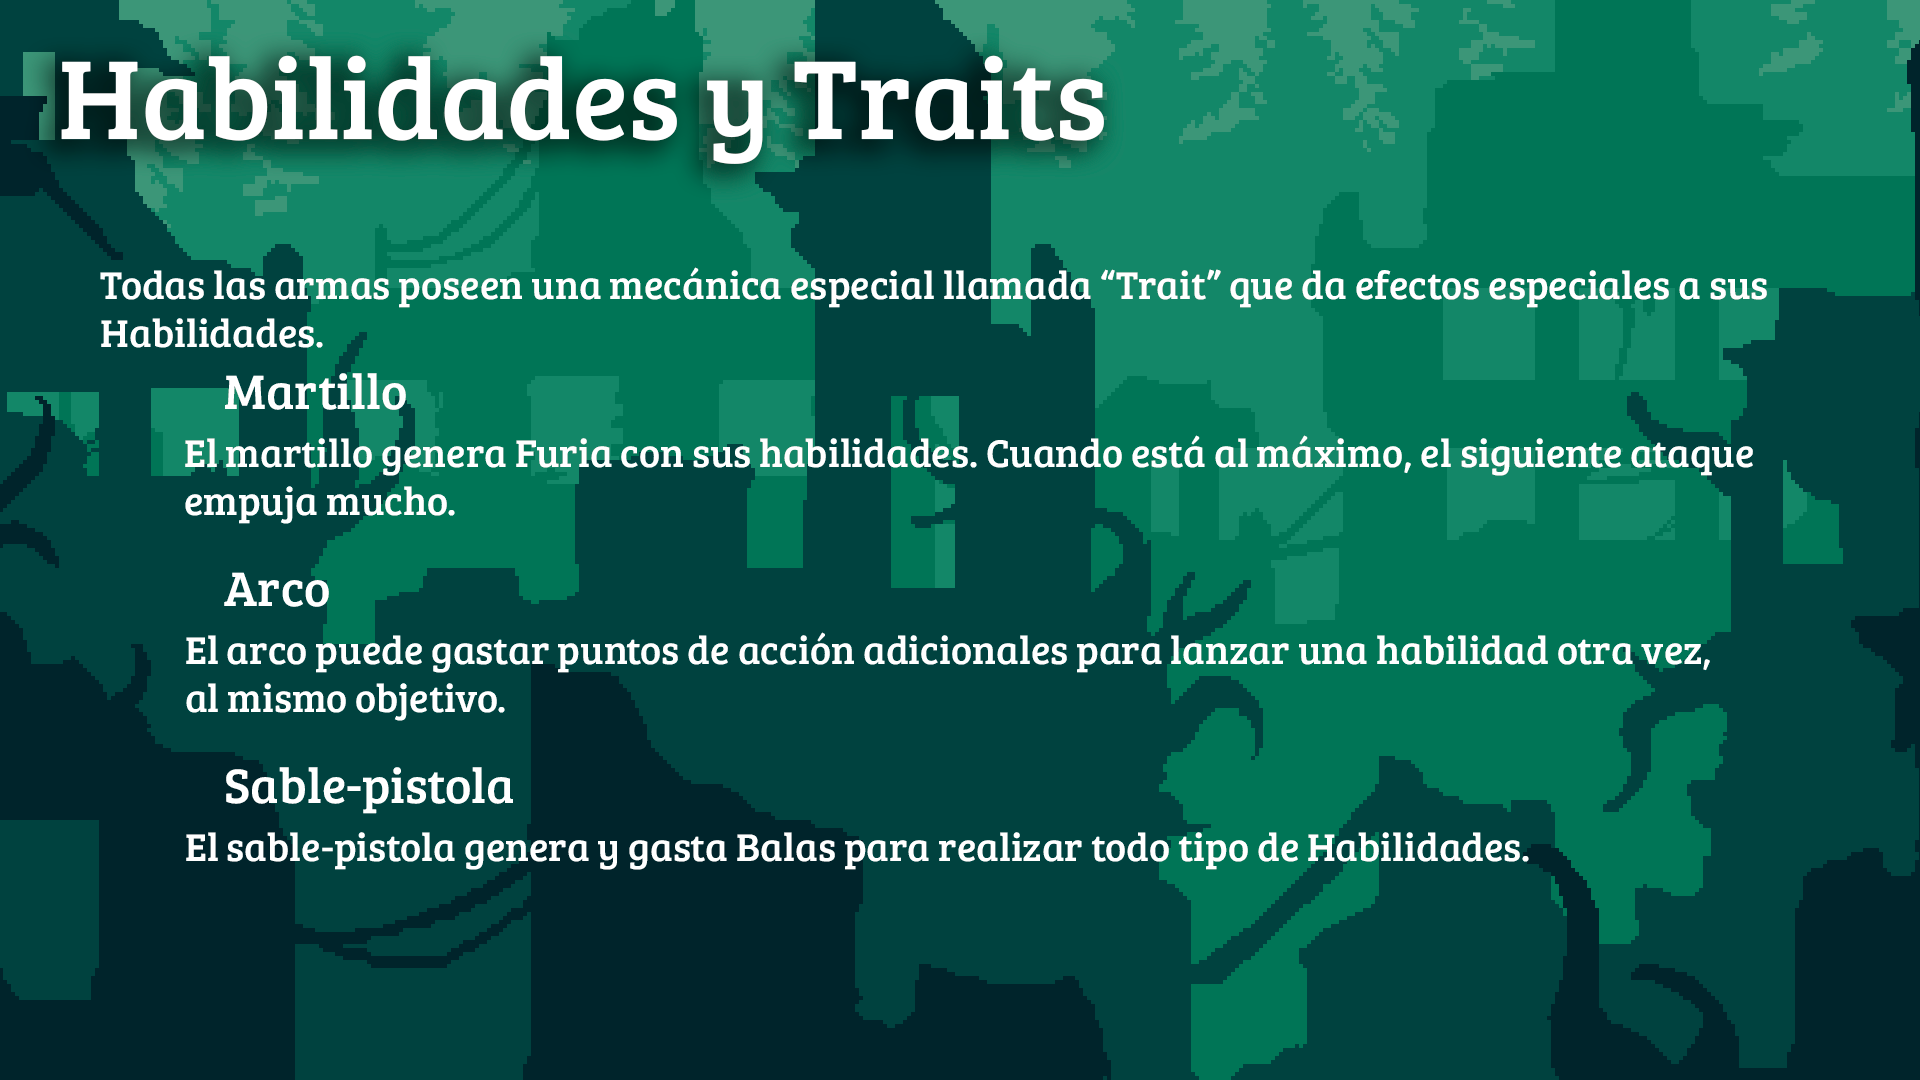 Habilidades y Traits
Todas las armas poseen una mecánica especial llamada “Trait” que da efectos especiales a sus
Habilidades.
Martillo
El martillo genera Furia con sus habilidades. Cuando está al máximo, el siguiente ataque
empuja mucho.
Arco
El arco puede gastar puntos de acción adicionales para lanzar una habilidad otra vez,
al mismo objetivo.
Sable-pistola
El sable-pistola genera y gasta Balas para realizar todo tipo de Habilidades.